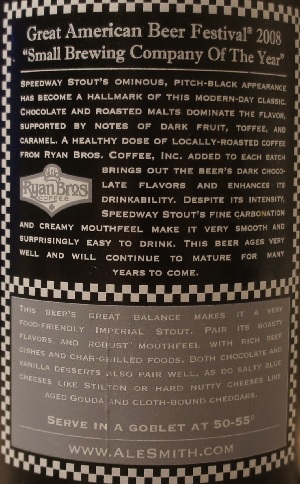 Great American Beer Festival® 2008
"Small Brewing Company Of The Year"
Speedway Stout's ominous, pitch-black appearance
has become a hallmark of this modern-day classic.
Chocolate and roasted malts dominate the flavor,
supported by notes of dark fruit, toffee, and
caramel. A healthy dose of locally-roasted coffee
from Ryan Bros. Coffee, Inc. added to each batch
brings out the beer's dark choco-
late flavors and enhances its
drinkability. Despite its intensity,
Speedway Stout's fine carbonation
Ryan Bros
COFFEE
and creamy mouthfeel make it very smooth and
surprisingly easy to drink. This beer ages very
well and will continue to mature for many
years to come.
This beer's great balance makes it a very
food-friendly Imperial Stout. Pair its roasty
flavors and robust mouthfeel with rich beef
dishes and char-grilled foods. Both chocolate and
vanilla desserts also pair well, as do salty blue
cheeses like Stilton or hard nutty cheeses like
aged Gouda and cloth-bound cheddars.
Serve in a goblet at 50-55°
www.AleSmith.com